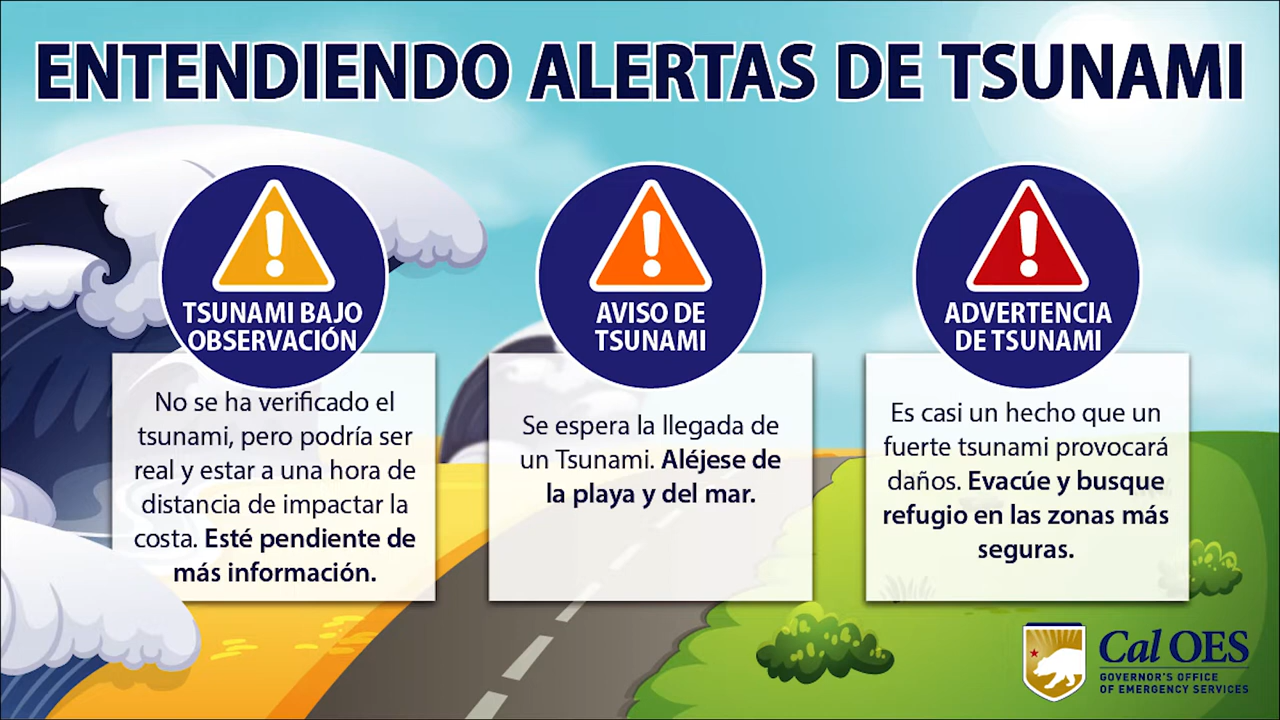 ENTENDIENDO ALERTAS DE TSUNAMI
TSUNAMI BAJO
OBSERVACIÓN
No se ha verificado el
tsunami, pero podría ser
real y estar a una hora de
distancia de impactar la
costa. Esté pendiente de
más información.
AVISO DE
TSUNAMI
Se espera la llegada de
un Tsunami. Aléjese de
la playa y del mar.
ADVERTENCIA
DE TSUNAMI
Es casi un hecho que un
fuerte tsunami provocará
daños. Evacúe y busque
refugio en las zonas más
seguras.
Cal OES
GOVERNOR'S OFFICE
OF EMERGENCY SERVICES